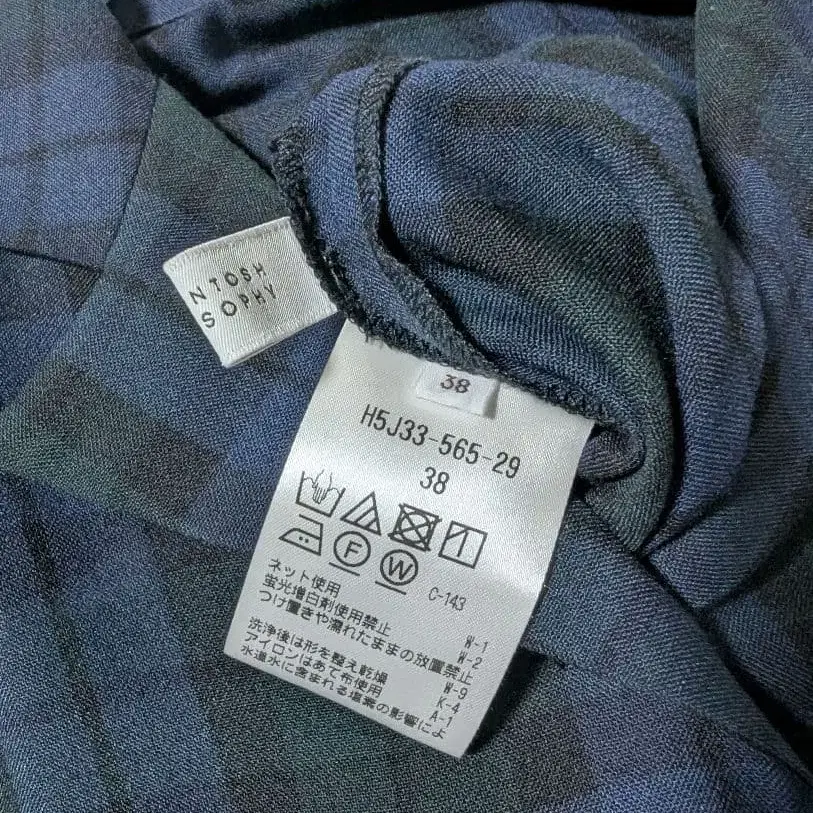 NTOSH
SOPHY
38
H5J33-565-29
38
F W
C-143
ネット使用
蛍光増白剤使用禁止 W-1
つけ置きや濡れたままの放置禁止 W-2
洗浄後は形を整え乾燥 W-9
アイロンはあて布使用 K-4
水道水に含まれる塩素の影響によ A-1